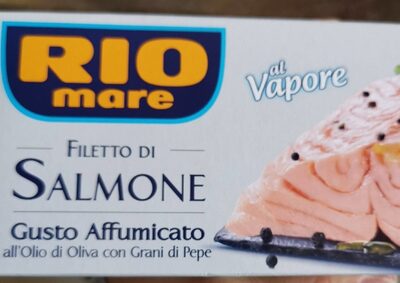 RIO
mare
al
Vapore
FILETTO DI
SALMONE
Gusto Affumicato
all'Olio di Oliva con Grani di Pepe